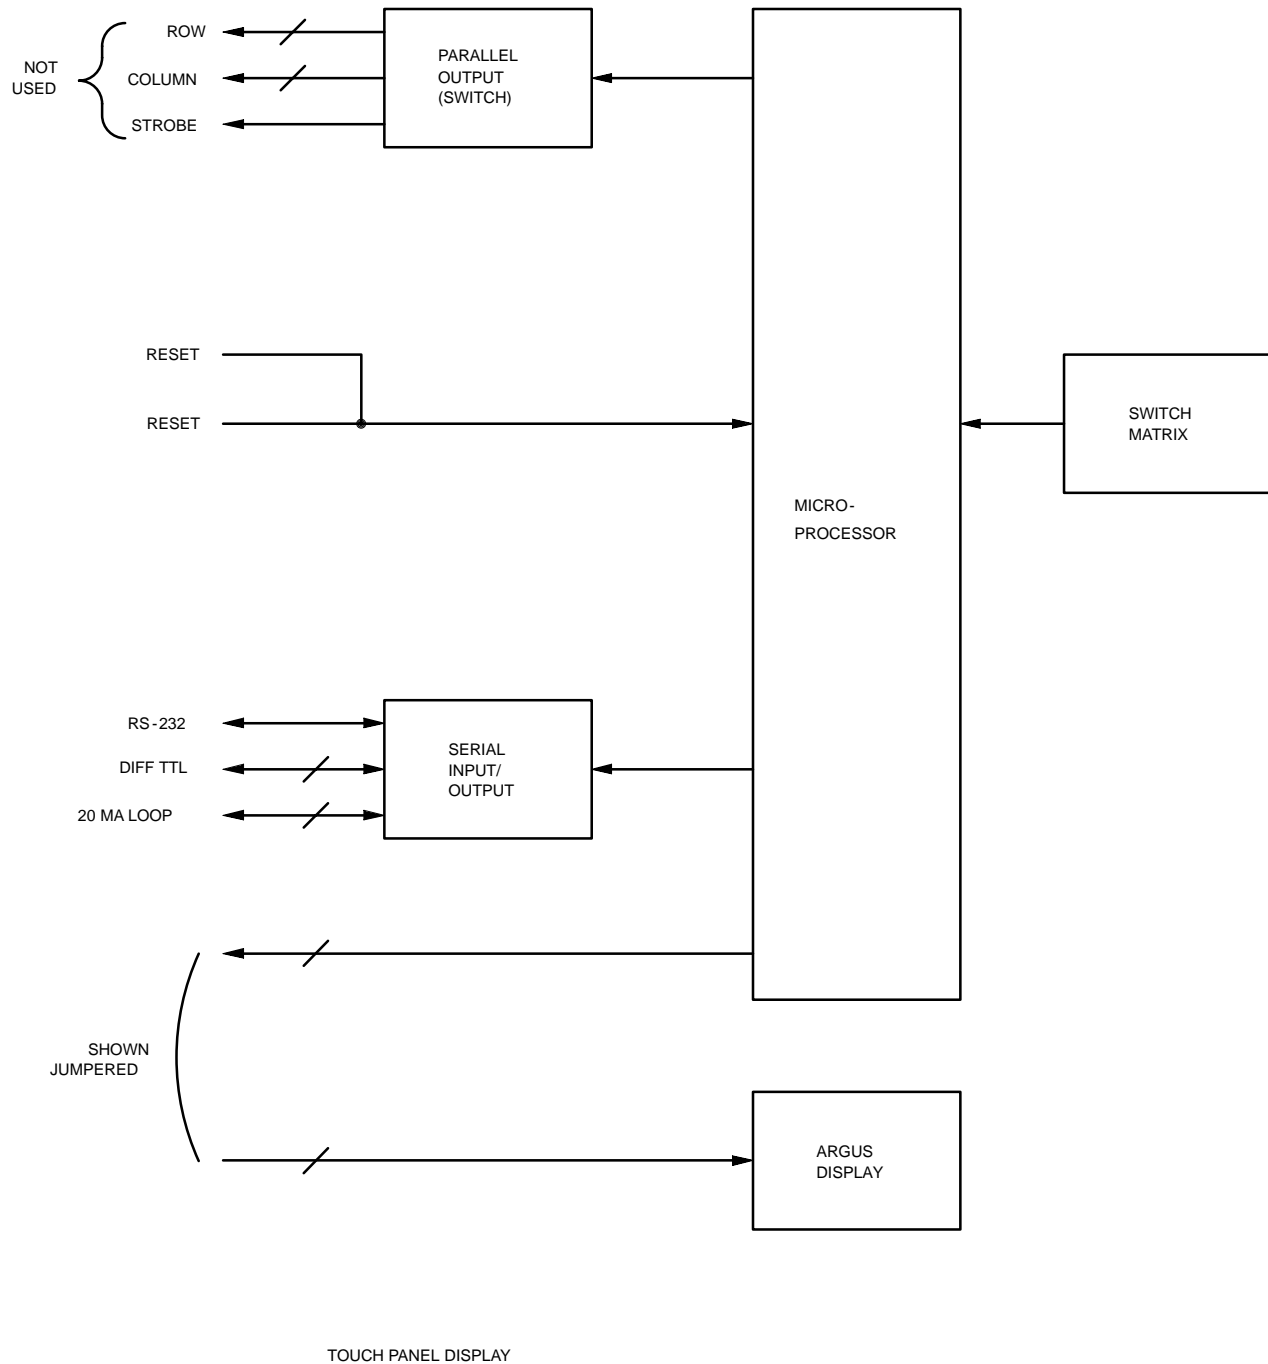 ROW
NOT
USED
COLUMN
STROBE
PARALLEL
OUTPUT
(SWITCH)
RESET
RESET
SWITCH
MATRIX
MICRO-
PROCESSOR
RS-232
DIFF TTL
20 MA LOOP
SERIAL
INPUT/
OUTPUT
SHOWN
JUMPERED
ARGUS
DISPLAY
TOUCH PANEL DISPLAY